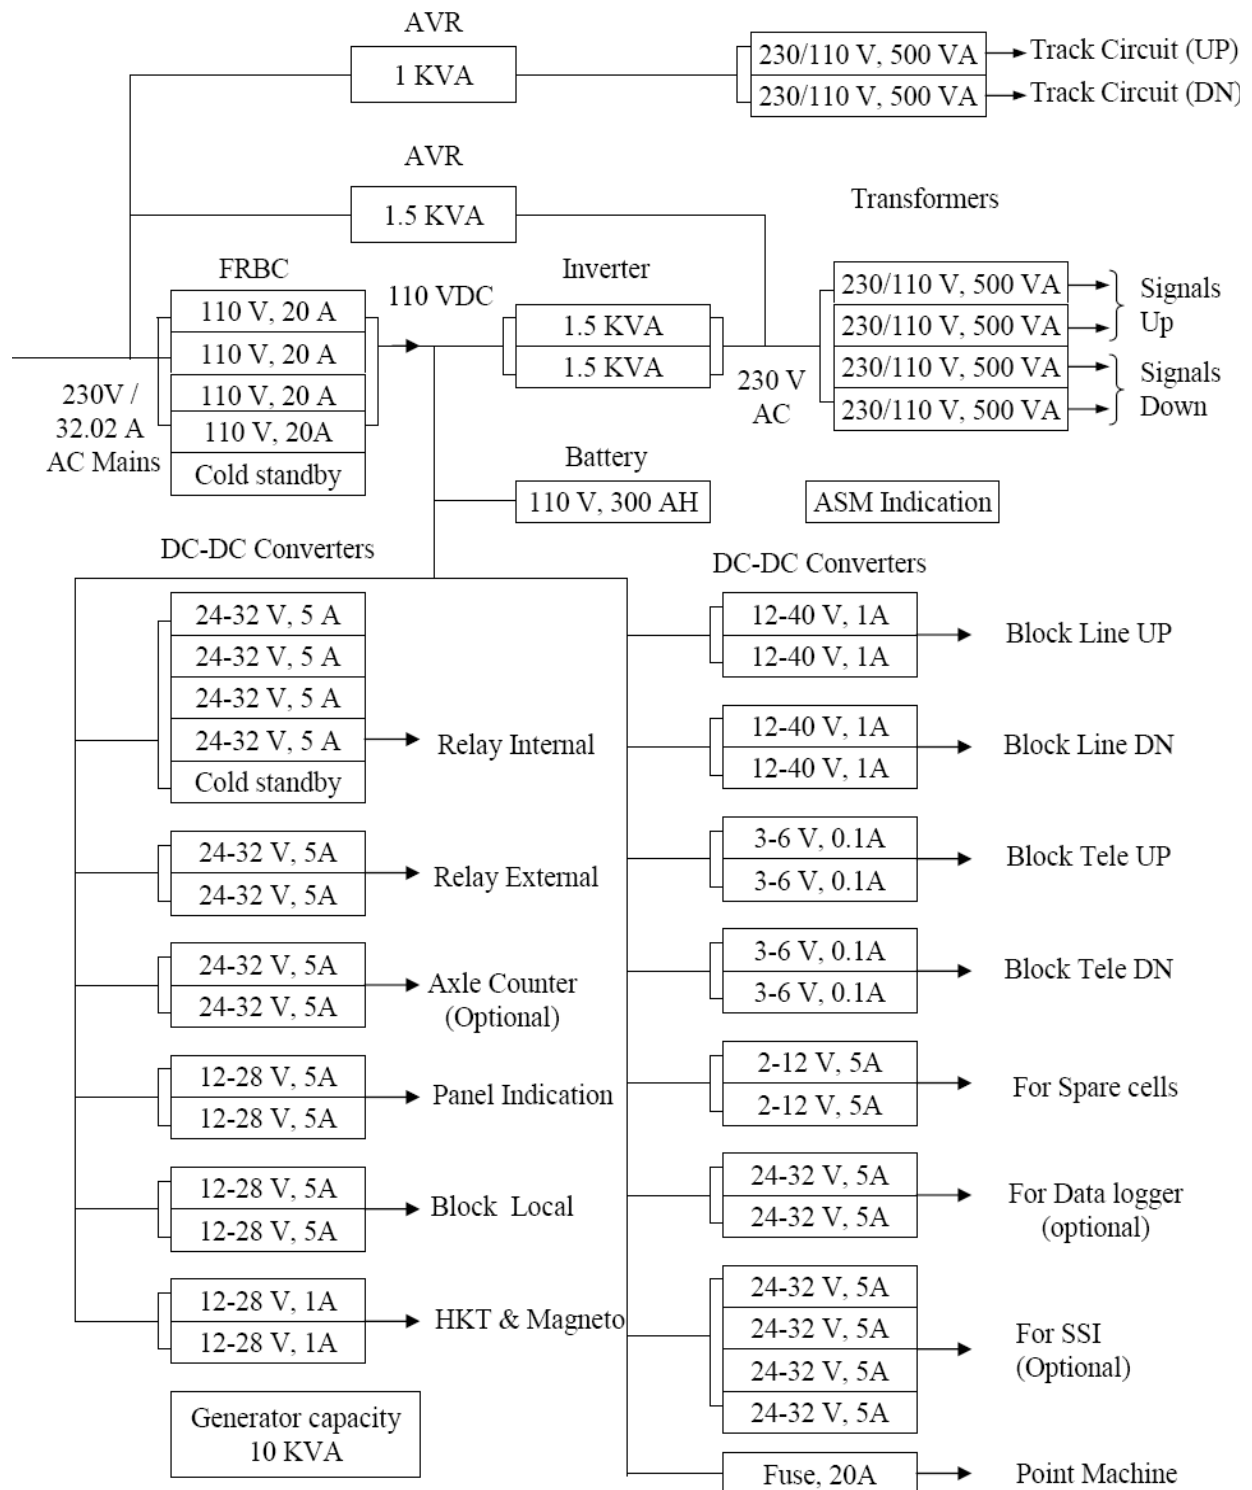 AVR
1 KVA
230/110 V, 500 VA
Track Circuit (UP)
230/110 V, 500 VA
Track Circuit (DN)
AVR
1.5 KVA
Transformers
FRBC
110 V, 20 A
110 V, 20 A
110 V, 20 A
110 V, 20A
Cold standby
230V /
32.02 A
AC Mains
110 VDC
Inverter
1.5 KVA
1.5 KVA
230 V
AC
230/110 V, 500 VA
230/110 V, 500 VA
230/110 V, 500 VA
230/110 V, 500 VA
Signals
Up
Signals
Down
Battery
110 V, 300 AH
ASM Indication
DC-DC Converters
24-32 V, 5 A
24-32 V, 5 A
24-32 V, 5 A
24-32 V, 5 A
Cold standby
Relay Internal
24-32 V, 5A
24-32 V, 5A
Relay External
24-32 V, 5A
24-32 V, 5A
Axle Counter
(Optional)
12-28 V, 5A
12-28 V, 5A
Panel Indication
12-28 V, 5A
12-28 V, 5A
Block Local
12-28 V, 1A
12-28 V, 1A
HKT & Magneto
Generator capacity
10 KVA
DC-DC Converters
12-40 V, 1A
12-40 V, 1A
Block Line UP
12-40 V, 1A
12-40 V, 1A
Block Line DN
3-6 V, 0.1A
3-6 V, 0.1A
Block Tele UP
3-6 V, 0.1A
3-6 V, 0.1A
Block Tele DN
2-12 V, 5A
2-12 V, 5A
For Spare cells
24-32 V, 5A
24-32 V, 5A
For Data logger
(optional)
24-32 V, 5A
24-32 V, 5A
24-32 V, 5A
24-32 V, 5A
For SSI
(Optional)
Fuse, 20A
Point Machine